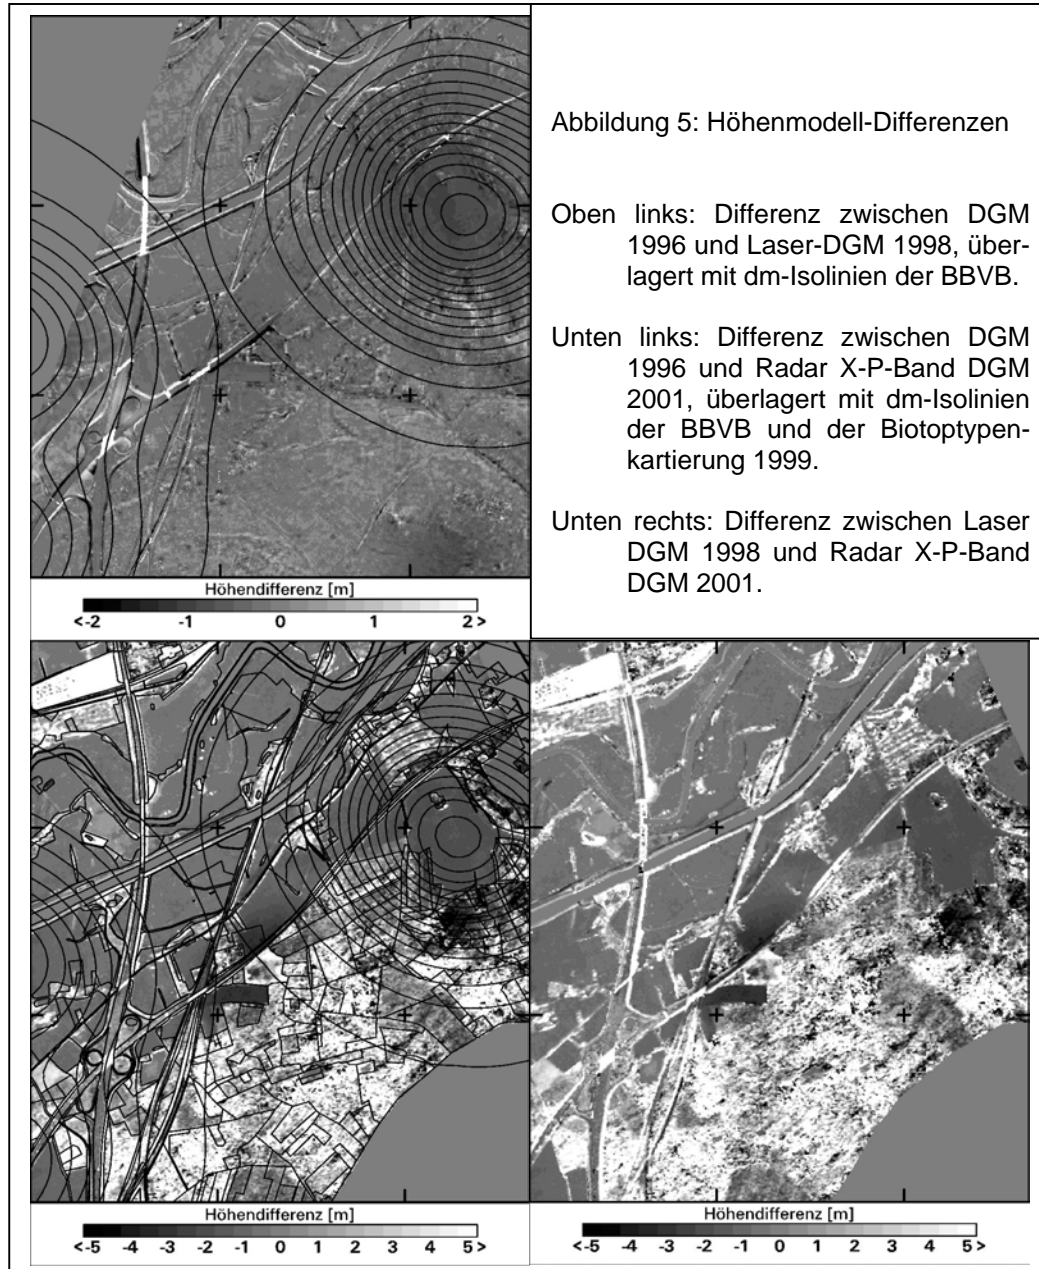 Abbildung 5: Höhenmodell-Differenzen
Oben links: Differenz zwischen DGM
1996 und Laser-DGM 1998, über-
lagert mit dm-Isolinien der BBVB.
Unten links: Differenz zwischen DGM
1996 und Radar X-P-Band DGM
2001, überlagert mit dm-Isolinien
der BBVB und der Biotoptypen-
kartierung 1999.
Unten rechts: Differenz zwischen Laser
DGM 1998 und Radar X-P-Band
DGM 2001.
Höhendifferenz [m]
<-2 -1 0 1 2>
Höhendifferenz [m]
<-5 -4 -3 -2 -1 0 1 2 3 4 5>
Höhendifferenz [m]
<-5 -4 -3 -2 -1 0 1 2 3 4 5>